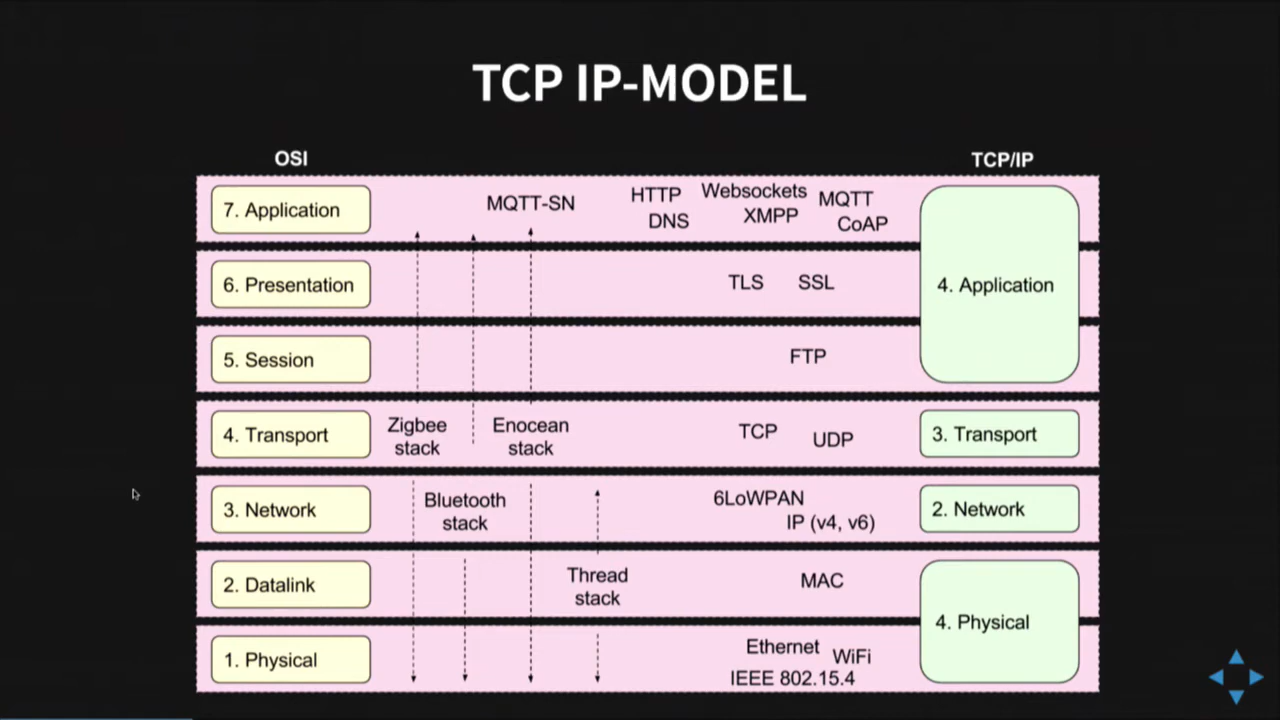 TCP IP-MODEL
OSI
TCP/IP
7. Application
MQTT-SN
HTTP
DNS
Websockets
XMPP
MQTT
CoAP
6. Presentation
TLS
SSL
4. Application
5. Session
FTP
4. Transport
Zigbee
stack
Enocean
stack
TCP
UDP
3. Transport
3. Network
Bluetooth
stack
6LoWPAN
IP (v4, v6)
2. Network
2. Datalink
Thread
stack
MAC
4. Physical
1. Physical
Ethernet
WiFi
IEEE 802.15.4